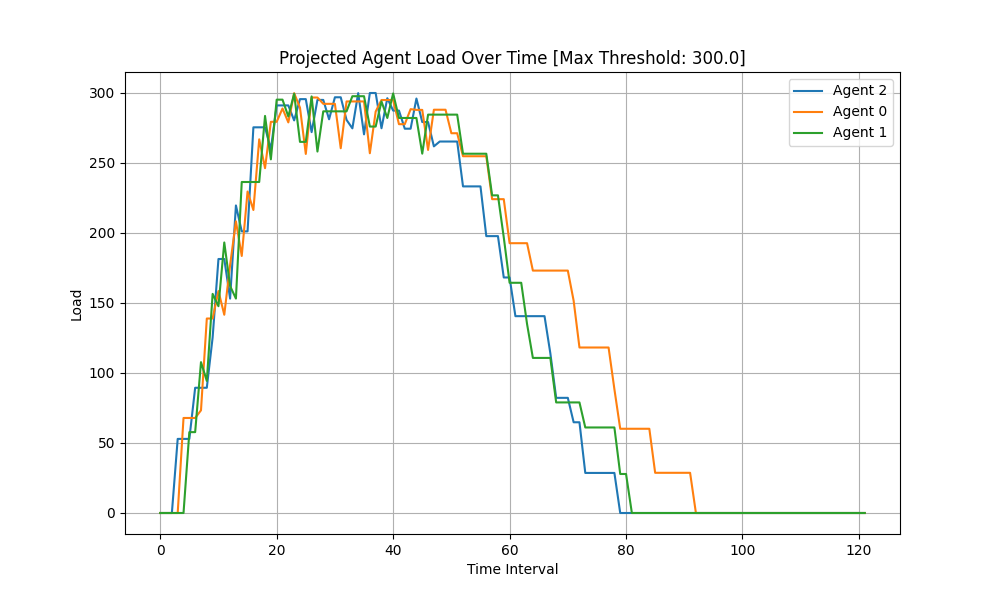 Projected Agent Load Over Time [Max Threshold: 300.0]
Agent 2
Agent 0
Agent 1
Load
300
250
200
150
100
50
0
0 20 40 60 80 100 120
Time Interval